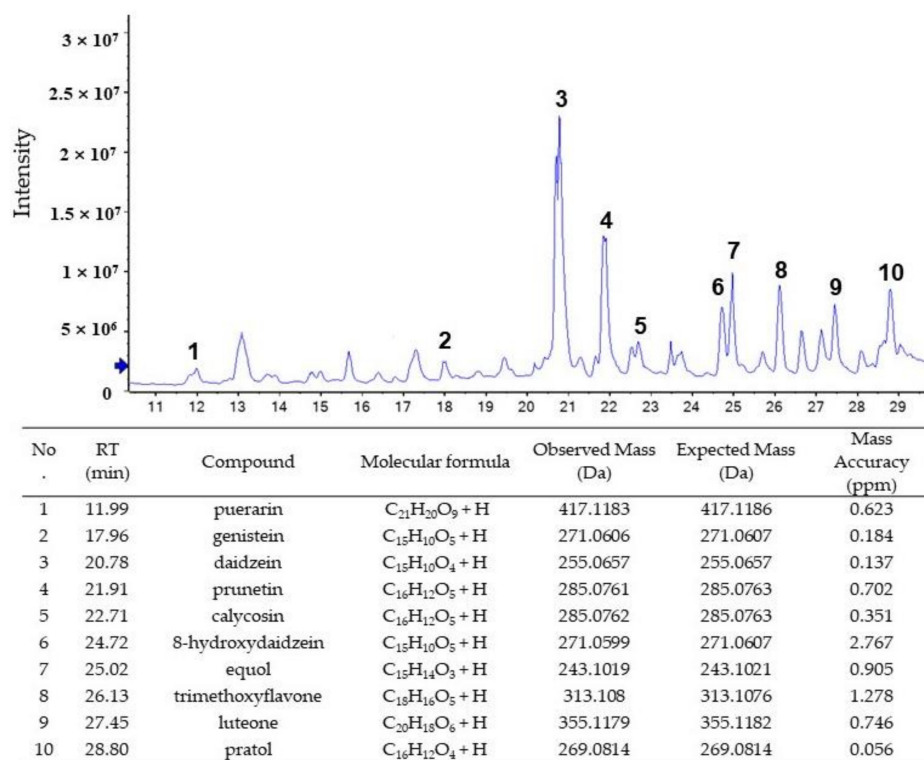 3 × 10⁷
2.5 × 10⁷
2 × 10⁷
1.5 × 10⁷
1 × 10⁷
5 × 10⁶
0
Intensity
1 2 3 4 5 6 7 8 9 10
11 12 13 14 15 16 17 18 19 20 21 22 23 24 25 26 27 28 29
No. RT (min) Compound Molecular formula Observed Mass (Da) Expected Mass (Da) Mass Accuracy (ppm)
1 11.99 puerarin C₂₁H₂₀O₉ + H 417.1183 417.1186 0.623
2 17.96 genistein C₁₅H₁₀O₅ + H 271.0606 271.0607 0.184
3 20.78 daidzein C₁₅H₁₀O₄ + H 255.0657 255.0657 0.137
4 21.91 prunetin C₁₆H₁₂O₅ + H 285.0761 285.0763 0.702
5 22.71 calycosin C₁₆H₁₂O₅ + H 285.0762 285.0763 0.351
6 24.72 8-hydroxydaidzein C₁₅H₁₀O₅ + H 271.0599 271.0607 2.767
7 25.02 equol C₁₅H₁₄O₃ + H 243.1019 243.1021 0.905
8 26.13 trimethoxyflavone C₁₈H₁₆O₅ + H 313.108 313.1076 1.278
9 27.45 luteone C₂₀H₁₈O₆ + H 355.1179 355.1182 0.746
10 28.80 pratol C₁₆H₁₂O₄ + H 269.0814 269.0814 0.056